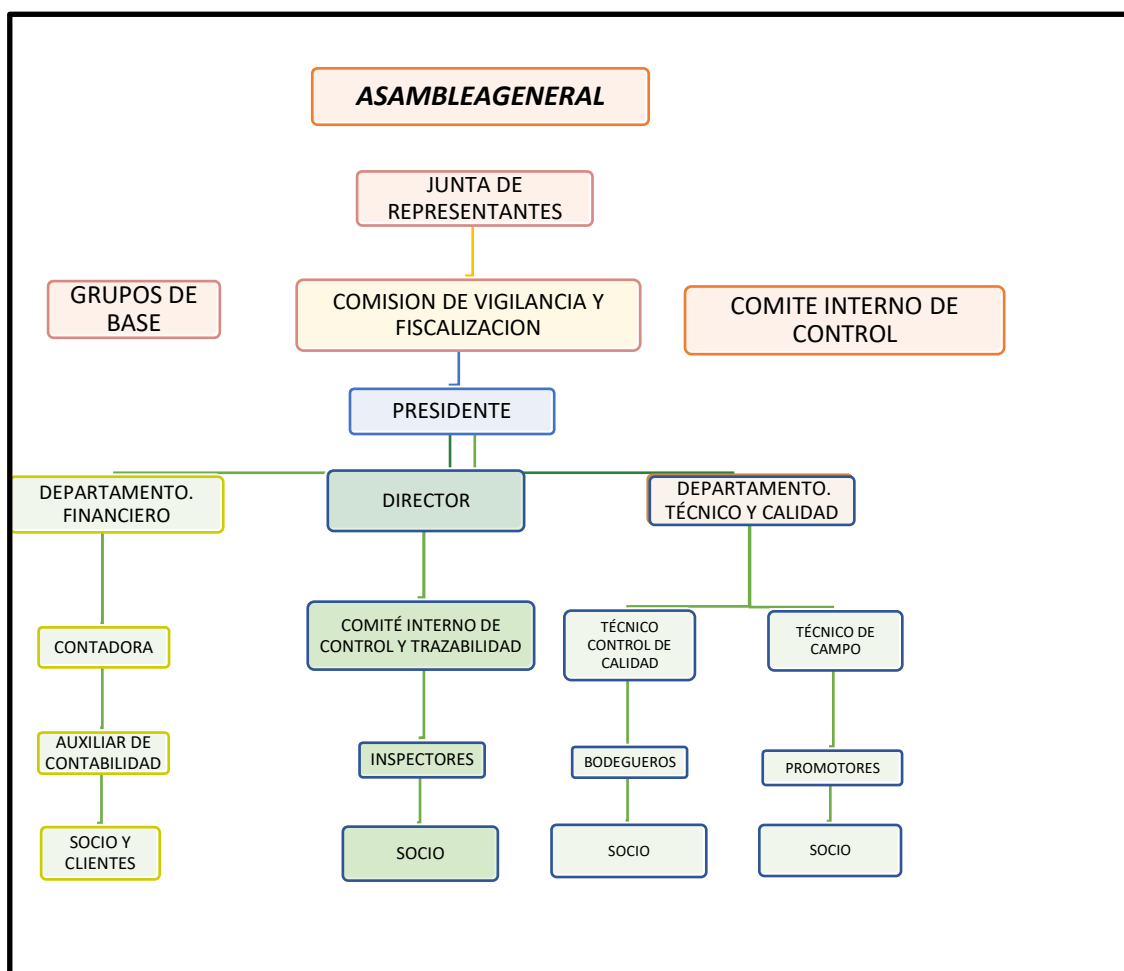 ASAMBLEAGENERAL
JUNTA DE
REPRESENTANTES
GRUPOS DE
BASE
COMISION DE VIGILANCIA Y
FISCALIZACION
COMITE INTERNO DE
CONTROL
PRESIDENTE
DEPARTAMENTO.
FINANCIERO
DIRECTOR
DEPARTAMENTO.
TÉCNICO Y CALIDAD
CONTADORA
COMITÉ INTERNO DE
CONTROL Y TRAZABILIDAD
TÉCNICO
CONTROL DE
CALIDAD
TÉCNICO DE
CAMPO
AUXILIAR DE
CONTABILIDAD
INSPECTORES
BODEGUEROS
PROMOTORES
SOCIO Y
CLIENTES
SOCIO
SOCIO
SOCIO